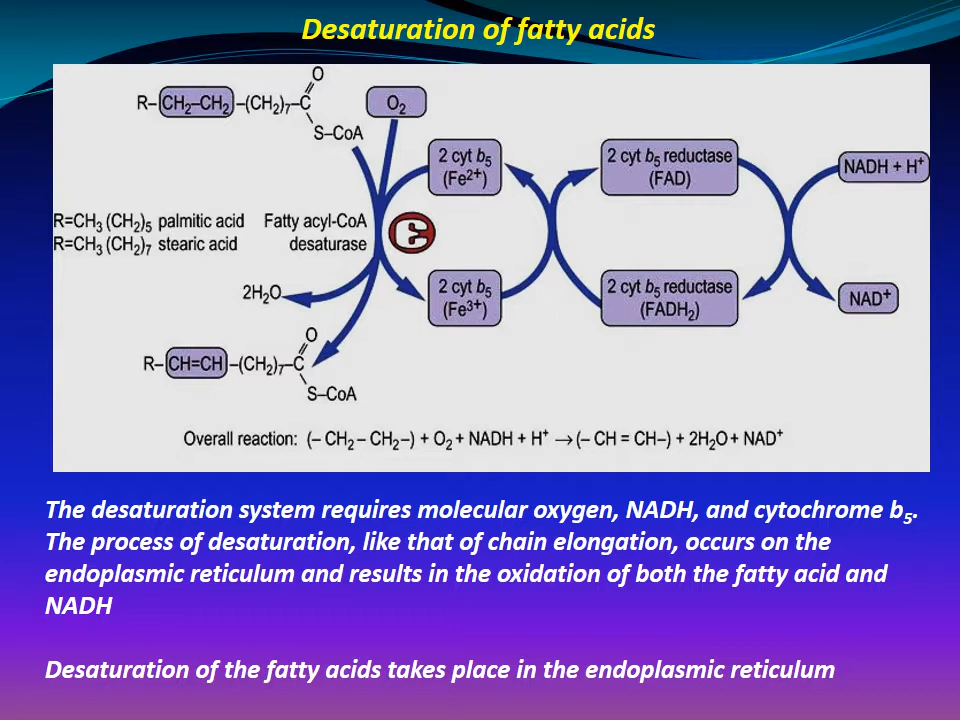 Desaturation of fatty acids
R–CH₂–CH₂–(CH₂)₇–C
O
S–CoA
O₂
2 cyt b₅
(Fe²⁺)
2 cyt b₅ reductase
(FAD)
NADH + H⁺
R=CH₃ (CH₂)₅ palmitic acid
R=CH₃ (CH₂)₇ stearic acid
Fatty acyl-CoA
desaturase
Є
2H₂O
2 cyt b₅
(Fe³⁺)
2 cyt b₅ reductase
(FADH₂)
NAD⁺
O
R–CH=CH–(CH₂)₇–C
S–CoA
Overall reaction: (– CH₂ – CH₂ –) + O₂ + NADH + H⁺ → (– CH = CH–) + 2H₂O + NAD⁺
The desaturation system requires molecular oxygen, NADH, and cytochrome b₅.
The process of desaturation, like that of chain elongation, occurs on the
endoplasmic reticulum and results in the oxidation of both the fatty acid and
NADH
Desaturation of the fatty acids takes place in the endoplasmic reticulum